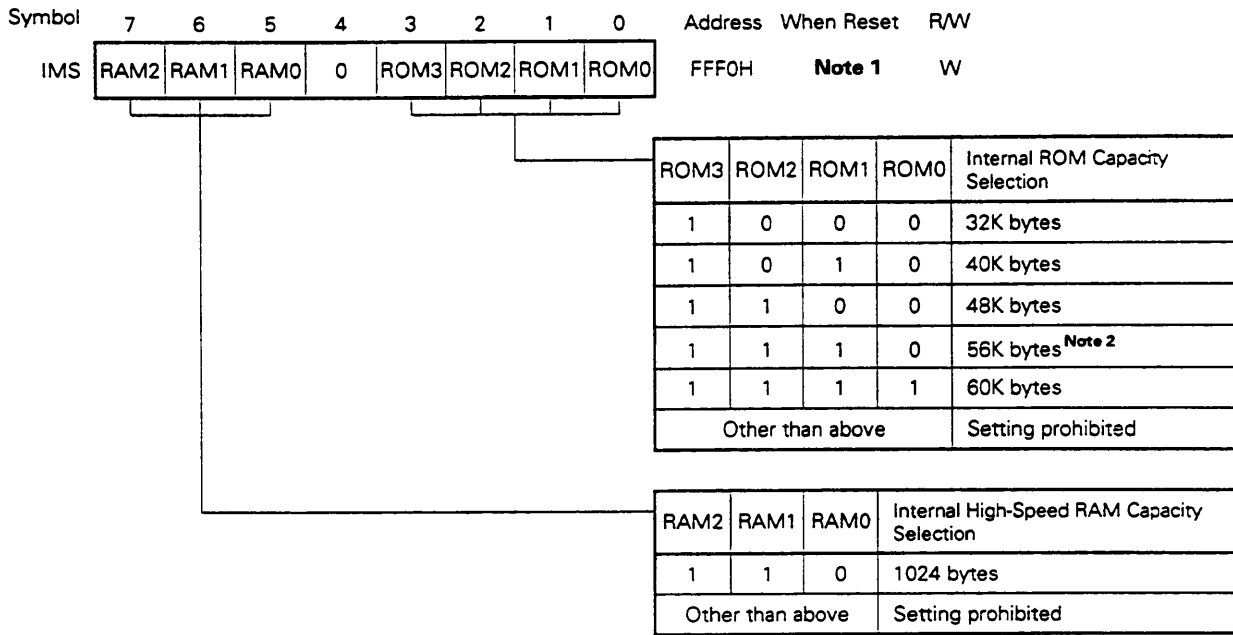 Symbol 7 6 5 4 3 2 1 0 Address When Reset R/W
IMS RAM2 RAM1 RAM0 0 ROM3 ROM2 ROM1 ROM0 FFF0H Note 1 W
ROM3 ROM2 ROM1 ROM0 Internal ROM Capacity
Selection
1 0 0 0 32K bytes
1 0 1 0 40K bytes
1 1 0 0 48K bytes
1 1 1 0 56K bytes Note 2
1 1 1 1 60K bytes
Other than above Setting prohibited
RAM2 RAM1 RAM0 Internal High-Speed RAM Capacity
Selection
1 1 0 1024 bytes
Other than above Setting prohibited